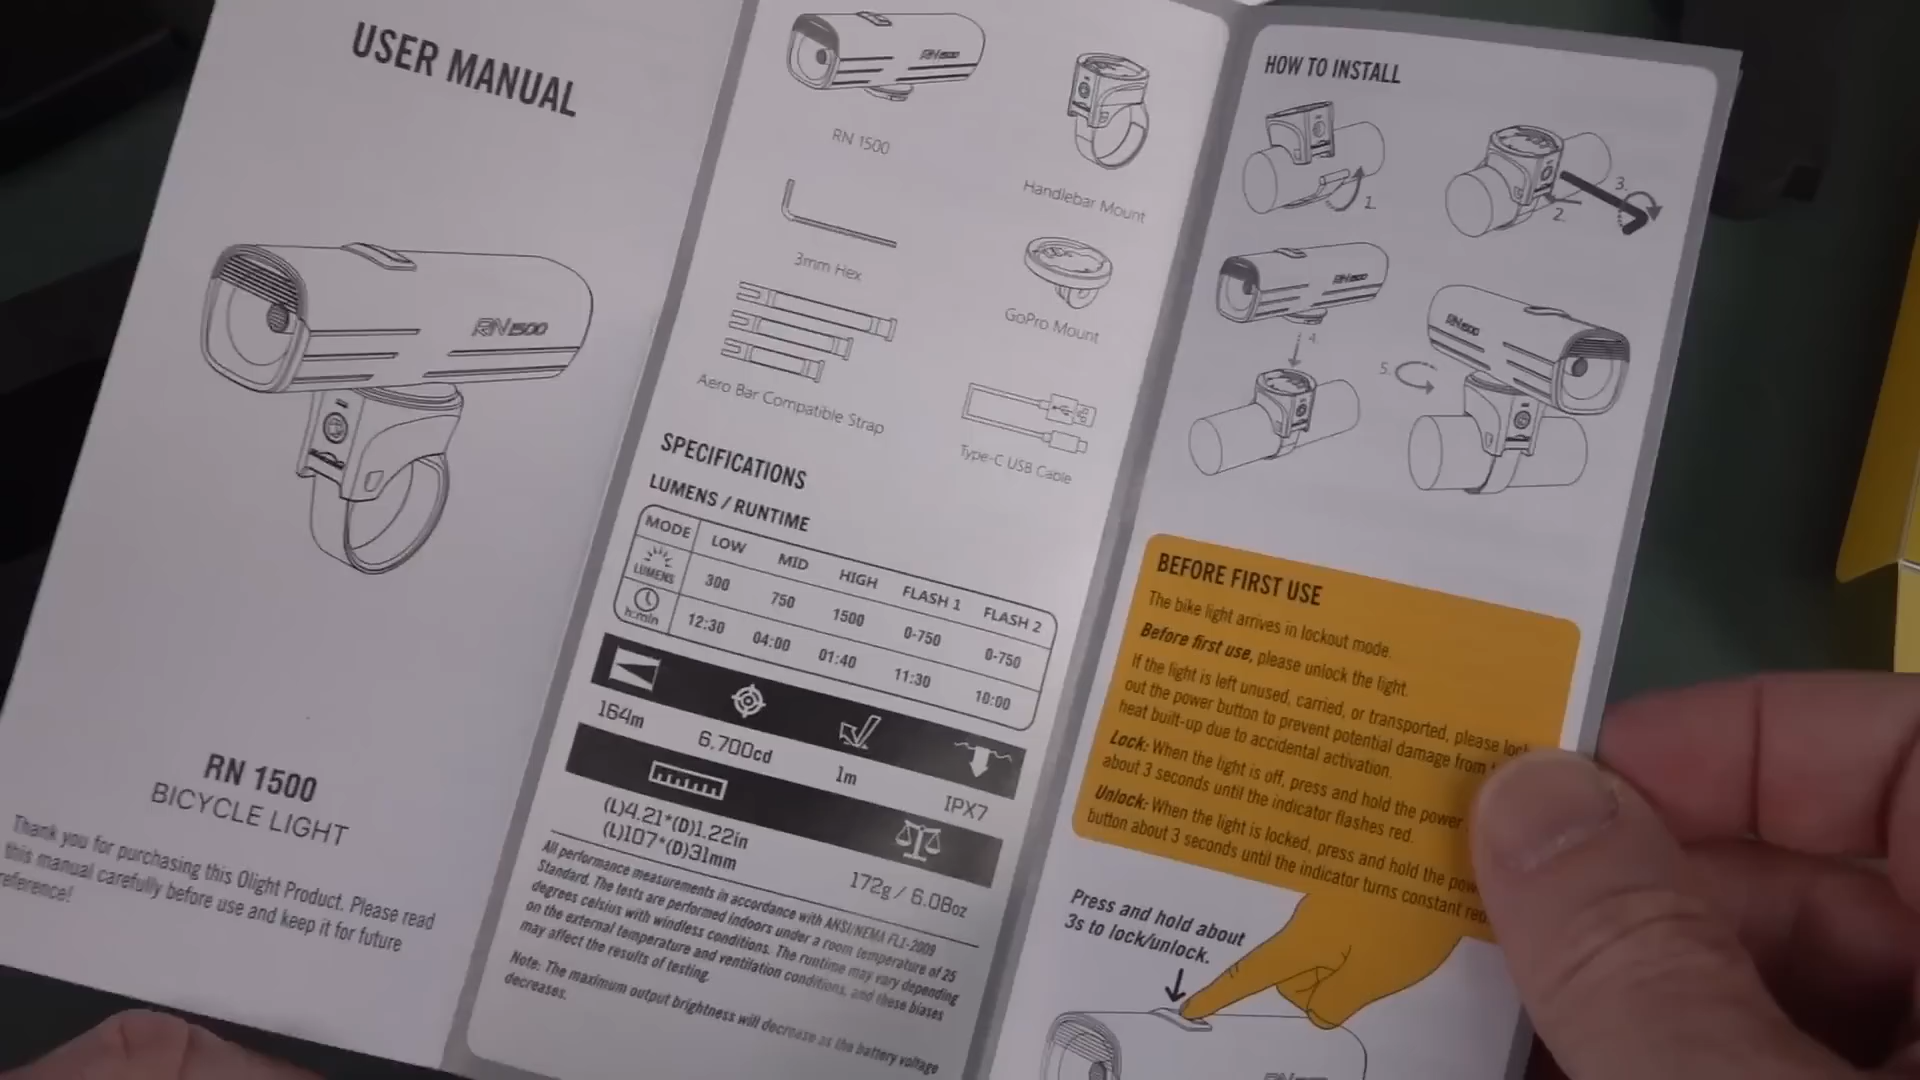 USER MANUAL
RN1500
RN 1500
BICYCLE LIGHT
Thank you for purchasing this Olight Product. Please read
this manual carefully before use and keep it for future
reference!
RN1500
RN 1500
Handlebar Mount
3mm Hex
GoPro Mount
Aero Bar Compatible Strap
Type-C USB Cable
SPECIFICATIONS
LUMENS / RUNTIME
MODE LOW MID HIGH FLASH 1 FLASH 2
LUMENS 300 750 1500 0-750 0-750
h:min 12:30 04:00 01:40 11:30 10:00
164m 6,700cd 1m IPX7
(L)4.21*(D)1.22in
(L)107*(D)31mm
172g / 6.08oz
All performance measurements in accordance with ANSI/NEMA FL1-2009
Standard. The tests are performed indoors under a room temperature of 25
degrees celsius with windless conditions. The runtime may vary depending
on the external temperature and ventilation conditions, and these biases
may affect the results of testing.
Note: The maximum output brightness will decrease as the battery voltage
decreases.
HOW TO INSTALL
1.
2.
3.
RN1500
4.
5.
RN1500
BEFORE FIRST USE
The bike light arrives in lockout mode.
Before first use, please unlock the light.
If the light is left unused, carried, or transported, please lock
out the power button to prevent potential damage from
heat built-up due to accidental activation.
Lock: When the light is off, press and hold the power
about 3 seconds until the indicator flashes red.
Unlock: When the light is locked, press and hold the
button about 3 seconds until the indicator turns constant red
Press and hold about
3s to lock/unlock.